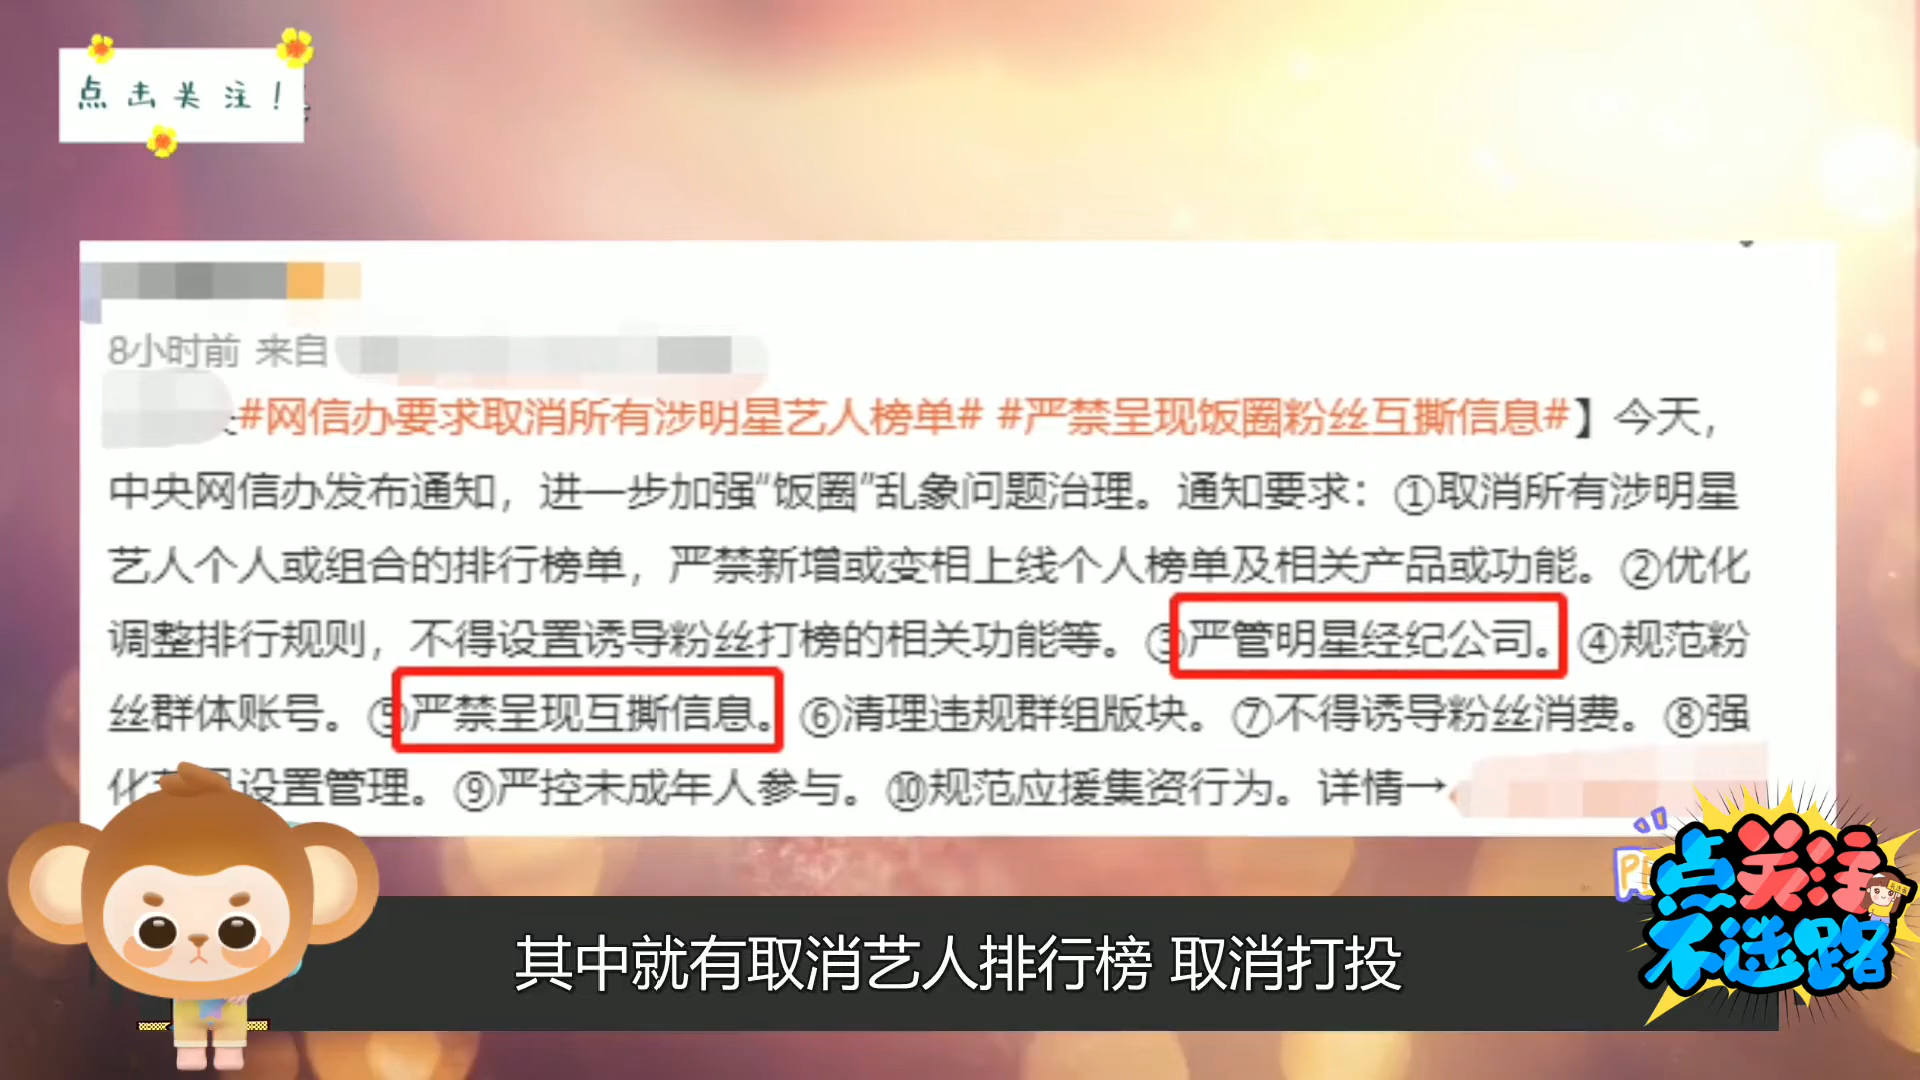 点击关注！
8小时前 来自
#网信办要求取消所有涉明星艺人榜单# #严禁呈现饭圈粉丝互撕信息#】今天，
中央网信办发布通知，进一步加强“饭圈”乱象问题治理。通知要求：①取消所有涉明星
艺人个人或组合的排行榜单，严禁新增或变相上线个人榜单及相关产品或功能。②优化
调整排行规则，不得设置诱导粉丝打榜的相关功能等。③严管明星经纪公司。④规范粉
丝群体账号。⑤严禁呈现互撕信息。⑥清理违规群组版块。⑦不得诱导粉丝消费。⑧强
化设置管理。⑨严控未成年人参与。⑩规范应援集资行为。详情→
点关注
不迷路
其中就有取消艺人排行榜 取消打投